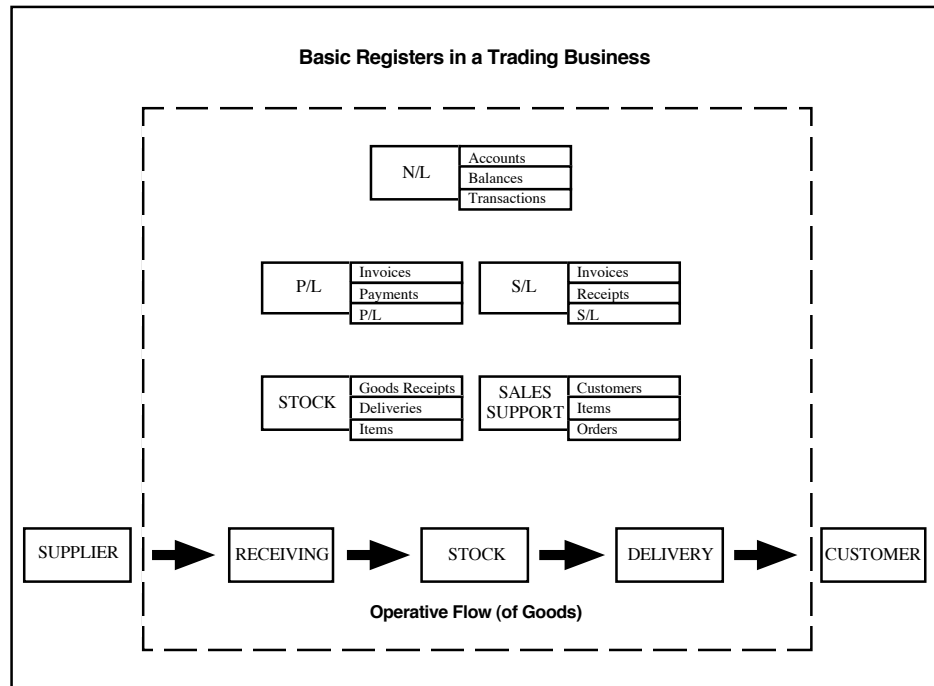 Basic Registers in a Trading Business
N/L
Accounts
Balances
Transactions
P/L
Invoices
Payments
P/L
S/L
Invoices
Receipts
S/L
STOCK
Goods Receipts
Deliveries
Items
SALES
SUPPORT
Customers
Items
Orders
SUPPLIER
RECEIVING
STOCK
DELIVERY
CUSTOMER
Operative Flow (of Goods)